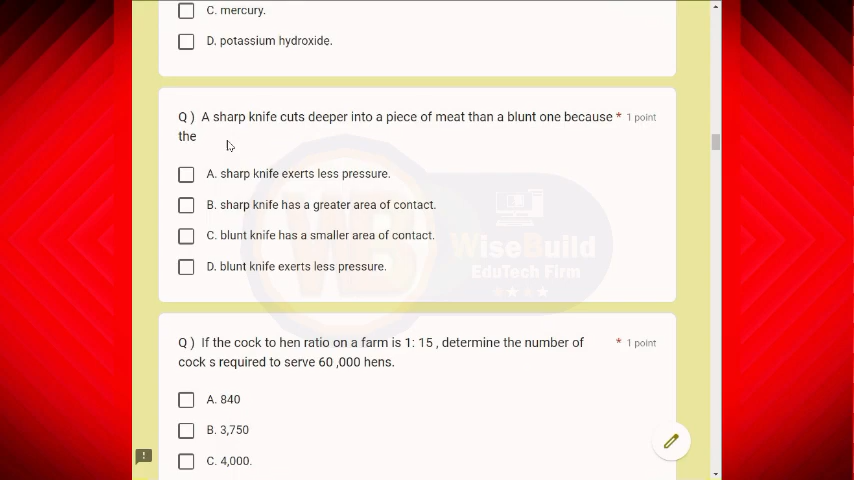 C. mercury.
D. potassium hydroxide.
Q ) A sharp knife cuts deeper into a piece of meat than a blunt one because * 1 point
the
A. sharp knife exerts less pressure.
B. sharp knife has a greater area of contact.
C. blunt knife has a smaller area of contact.
D. blunt knife exerts less pressure.
WiseBuild
EduTech Firm
Q ) If the cock to hen ratio on a farm is 1: 15 , determine the number of * 1 point
cock s required to serve 60 ,000 hens.
A. 840
B. 3,750
C. 4,000.